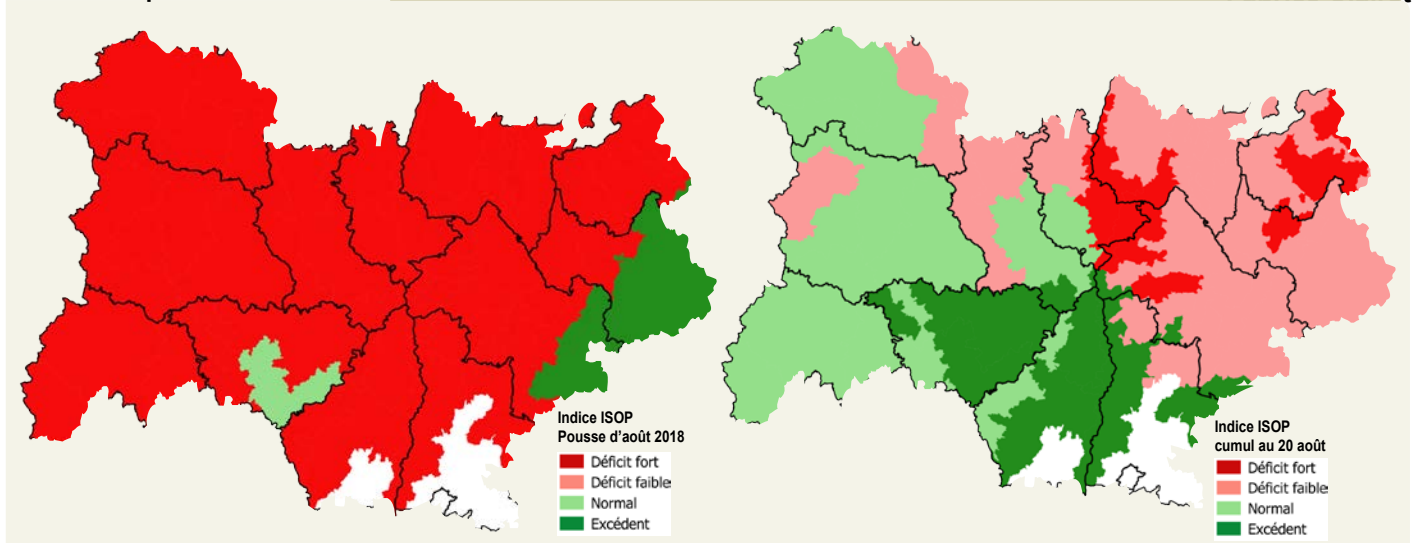 Indice ISOP
Pousse d'août 2018
Déficit fort
Déficit faible
Normal
Excédent
Indice ISOP
cumul au 20 août
Déficit fort
Déficit faible
Normal
Excédent